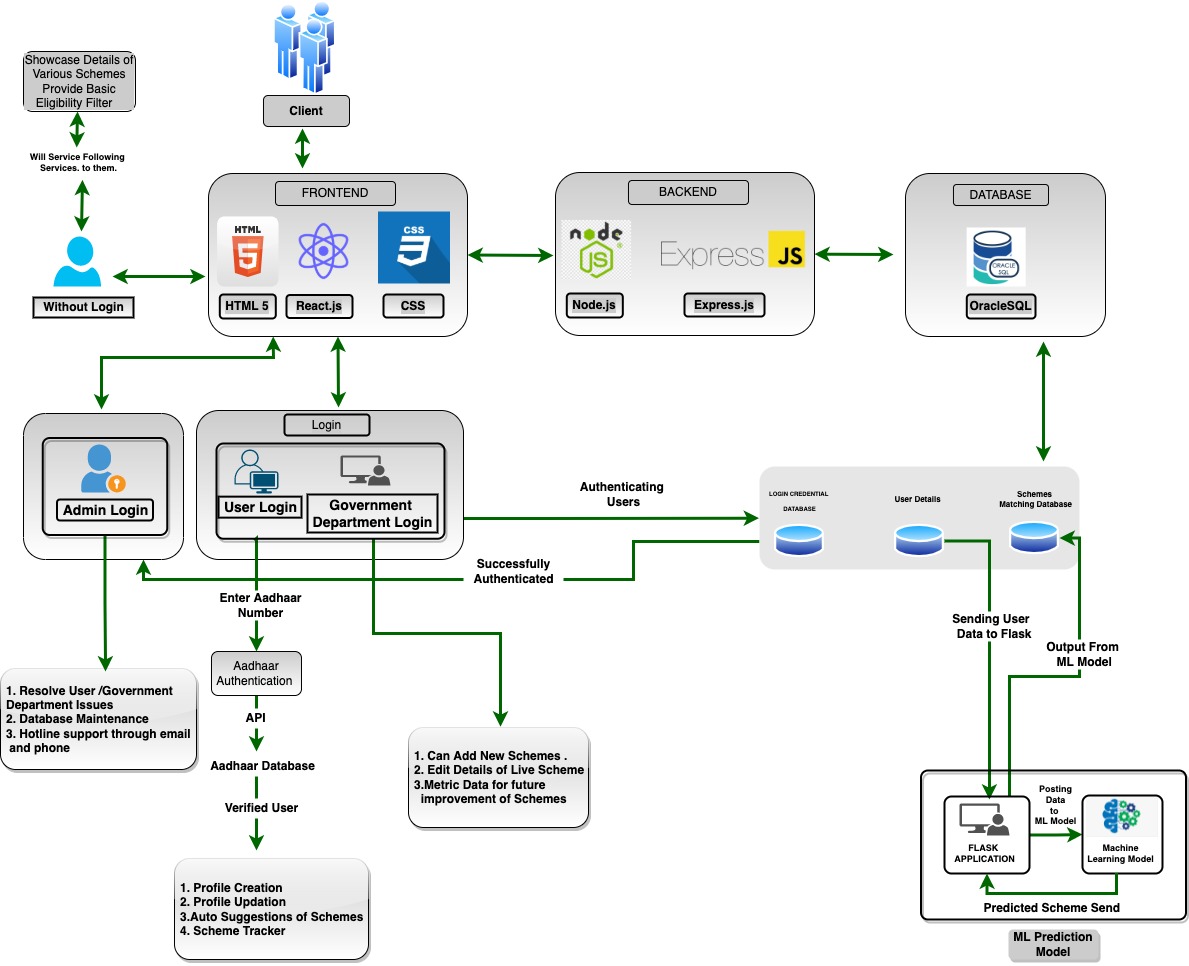 Showcase Details of
Various Schemes
Provide Basic
Eligibility Filter
Client
Will Service Following
Services. to them.
Without Login
FRONTEND
HTML
5
CSS
3
HTML 5
React.js
CSS
BACKEND
node
JS
®
Express
JS
Node.js
Express.js
DATABASE
ORACLE
SQL
OracleSQL
Admin Login
Login
User Login
Government
Department Login
Authenticating
Users
Successfully
Authenticated
LOGIN CREDENTIAL
DATABASE
User Details
Schemes
Matching Database
Enter Aadhaar
Number
Aadhaar
Authentication
API
Aadhaar Database
Verified User
1. Resolve User /Government
Department Issues
2. Database Maintenance
3. Hotline support through email
and phone
1. Can Add New Schemes .
2. Edit Details of Live Scheme
3.Metric Data for future
improvement of Schemes
1. Profile Creation
2. Profile Updation
3.Auto Suggestions of Schemes
4. Scheme Tracker
Sending User
Data to Flask
Output From
ML Model
Posting
Data
to
ML Model
FLASK
APPLICATION
Machine
Learning Model
Predicted Scheme Send
ML Prediction
Model